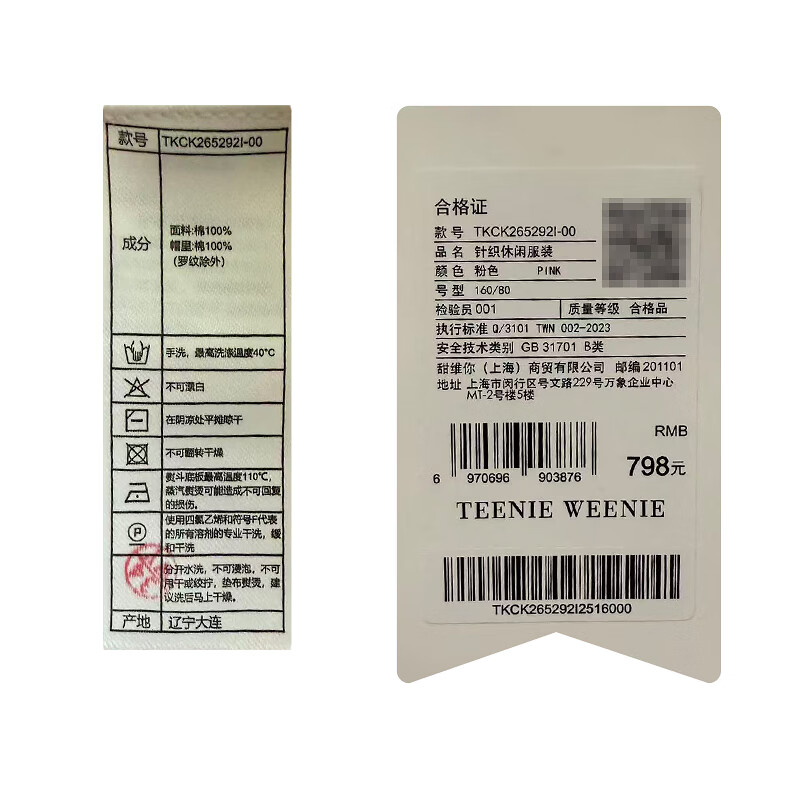 款号 TKCK265292I-00
成分
面料:棉100%
帽里:棉100%
(罗纹除外)
手洗，最高洗涤温度40°C
不可漂白
在阴凉处平摊晾干
不可翻转干燥
熨斗底板最高温度110℃,
蒸汽熨烫可能造成不可回复
的损伤。
使用四氯乙烯和符号F代表
的所有溶剂的专业干洗，缓
和干洗
分开水洗，不可浸泡，不可
甩干或绞拧，垫布熨烫，建
议洗后马上干燥。
产地 辽宁大连
合格证
款号 TKCK265292I-00
品名 针织休闲服装
颜色 粉色 PINK
号型 160/80
检验员001 质量等级 合格品
执行标准 Q/3101 TWN 002-2023
安全技术类别 GB 31701 B类
甜维你（上海）商贸有限公司 邮编201101
地址 上海市闵行区号文路229号万象企业中心
MT-2号楼5楼
RMB
798元
6 970696 903876
TEENIE WEENIE
TKCK265292I2516000